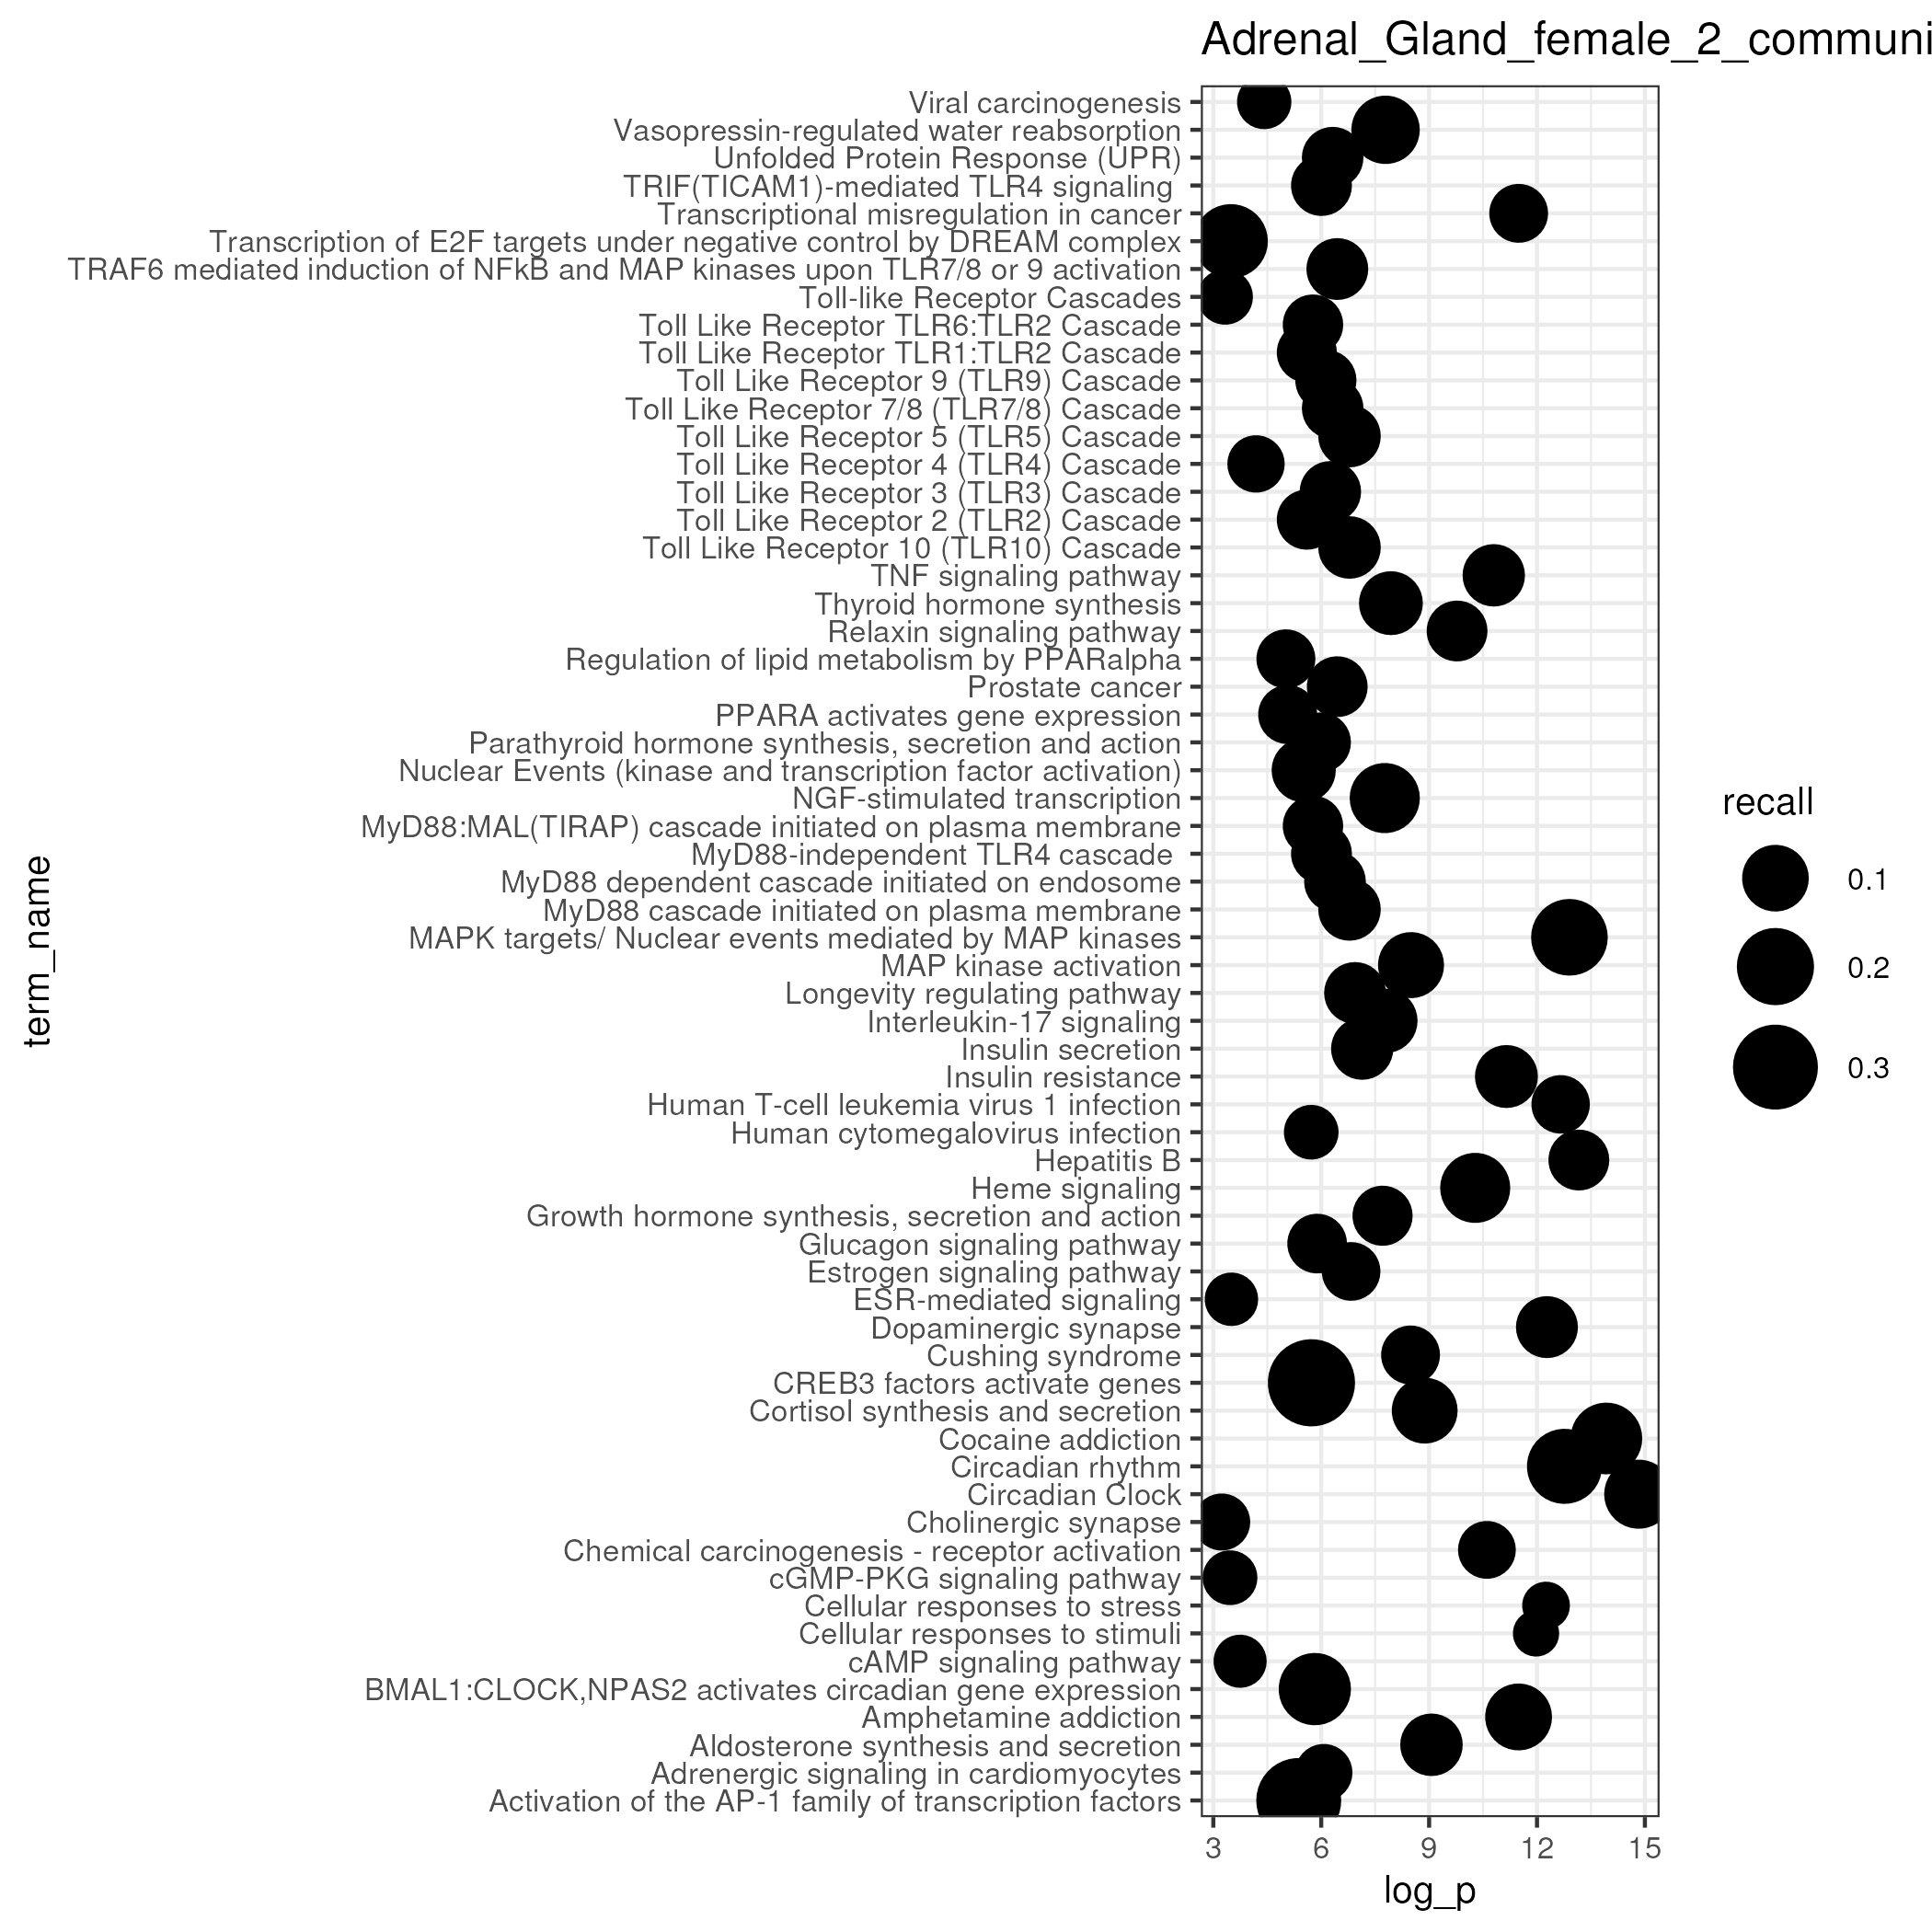 Adrenal_Gland_female_2_communi
Viral carcinogenesis
Vasopressin-regulated water reabsorption
Unfolded Protein Response (UPR)
TRIF(TICAM1)-mediated TLR4 signaling
Transcriptional misregulation in cancer
Transcription of E2F targets under negative control by DREAM complex
TRAF6 mediated induction of NFkB and MAP kinases upon TLR7/8 or 9 activation
Toll-like Receptor Cascades
Toll Like Receptor TLR6:TLR2 Cascade
Toll Like Receptor TLR1:TLR2 Cascade
Toll Like Receptor 9 (TLR9) Cascade
Toll Like Receptor 7/8 (TLR7/8) Cascade
Toll Like Receptor 5 (TLR5) Cascade
Toll Like Receptor 4 (TLR4) Cascade
Toll Like Receptor 3 (TLR3) Cascade
Toll Like Receptor 2 (TLR2) Cascade
Toll Like Receptor 10 (TLR10) Cascade
TNF signaling pathway
Thyroid hormone synthesis
Relaxin signaling pathway
Regulation of lipid metabolism by PPARalpha
Prostate cancer
PPARA activates gene expression
Parathyroid hormone synthesis, secretion and action
Nuclear Events (kinase and transcription factor activation)
NGF-stimulated transcription
MyD88:MAL(TIRAP) cascade initiated on plasma membrane
MyD88-independent TLR4 cascade
MyD88 dependent cascade initiated on endosome
MyD88 cascade initiated on plasma membrane
MAPK targets/ Nuclear events mediated by MAP kinases
MAP kinase activation
Longevity regulating pathway
Interleukin-17 signaling
Insulin secretion
Insulin resistance
Human T-cell leukemia virus 1 infection
Human cytomegalovirus infection
Hepatitis B
Heme signaling
Growth hormone synthesis, secretion and action
Glucagon signaling pathway
Estrogen signaling pathway
ESR-mediated signaling
Dopaminergic synapse
Cushing syndrome
CREB3 factors activate genes
Cortisol synthesis and secretion
Cocaine addiction
Circadian rhythm
Circadian Clock
Cholinergic synapse
Chemical carcinogenesis - receptor activation
cGMP-PKG signaling pathway
Cellular responses to stress
Cellular responses to stimuli
cAMP signaling pathway
BMAL1:CLOCK,NPAS2 activates circadian gene expression
Amphetamine addiction
Aldosterone synthesis and secretion
Adrenergic signaling in cardiomyocytes
Activation of the AP-1 family of transcription factors
3 6 9 12 15
log_p
term_name
recall
0.1
0.2
0.3